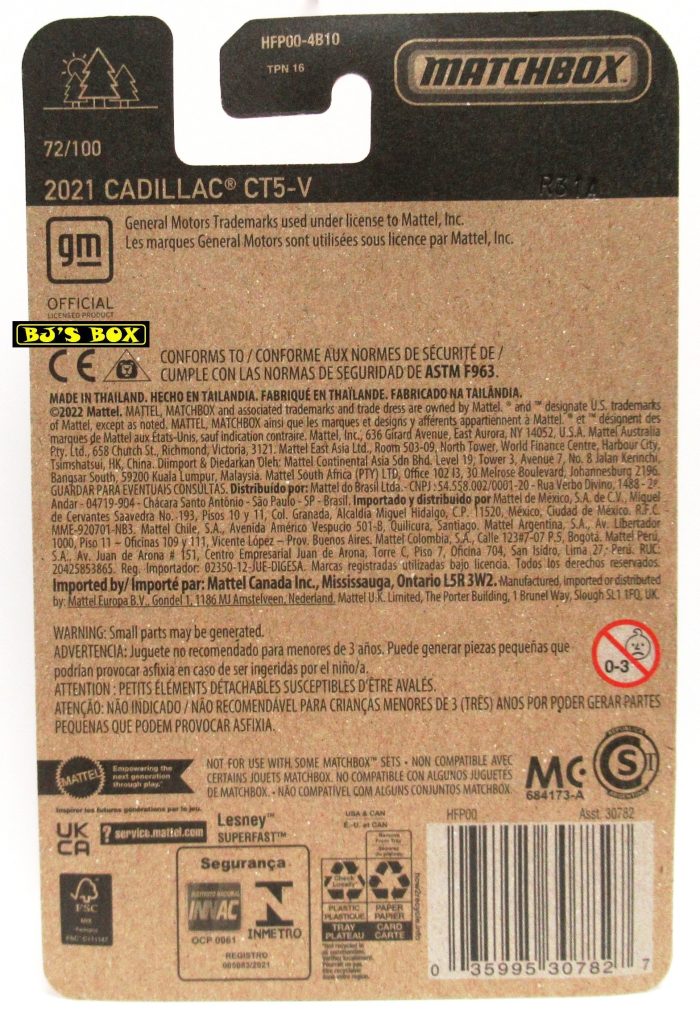 HFP00-4B10
TPN 16
MATCHBOX
72/100
2021 CADILLAC® CT5-V
R31A
gm
General Motors Trademarks used under license to Mattel, Inc.
Les marques General Motors sont utilisées sous licence par Mattel, Inc.
OFFICIAL
LICENSED PRODUCT
BJ'S BOX
CE
CONFORMS TO / CONFORME AUX NORMES DE SÉCURITÉ DE /
CUMPLE CON LAS NORMAS DE SEGURIDAD DE ASTM F963.
MADE IN THAILAND. HECHO EN TAILANDIA. FABRIQUÉ EN THAÏLANDE. FABRICADO NA TAILÂNDIA.
©2022 Mattel. MATTEL, MATCHBOX and associated trademarks and trade dress are owned by Mattel. ® and ™ designate U.S. trademarks
of Mattel, except as noted. MATTEL, MATCHBOX ainsi que les marques et designs y afférents appartiennent à Mattel. ® et ™ désignent des
marques de Mattel aux États-Unis, sauf indication contraire. Mattel, Inc., 636 Girard Avenue, East Aurora, NY 14052, U.S.A. Mattel Australia
Pty., Ltd., 658 Church St., Richmond, Victoria, 3121. Mattel East Asia Ltd., Room 503-09, North Tower, World Finance Centre, Harbour City,
Tsimshatsui, HK, China. Diimport & Diedarkan Oleh: Mattel Continental Asia Sdn Bhd. Level 19, Tower 3, Avenue 7, No. 8 Jalan Kerinchi,
Bangsar South, 59200 Kuala Lumpur, Malaysia. Mattel South Africa (PTY) LTD, Office 102 I3, 30 Melrose Boulevard, Johannesburg 2196.
GUARDAR PARA EVENTUAIS CONSULTAS. Distribuído por: Mattel do Brasil Ltda.- CNPJ : 54.558.002/0001-20 - Rua Verbo Divino, 1488 - 2º
Andar - 04719-904 - Chácara Santo Antônio - São Paulo - SP - Brasil. Importado y distribuido por Mattel de México, S.A. de C.V., Miguel
de Cervantes Saavedra No. 193, Pisos 10 y 11, Col. Granada, Alcaldía Miguel Hidalgo, C.P. 11520, México, Ciudad de México. R.F.C.
MME-920701-NB3. Mattel Chile, S.A., Avenida Américo Vespucio 501-B, Quilicura, Santiago. Mattel Argentina, S.A., Av. Libertador
1000, Piso 11 – Oficinas 109 y 111, Vicente López – Prov. Buenos Aires. Mattel Colombia, S.A., Calle 123#7-07 P.5, Bogotá. Mattel Perú,
S.A., Av. Juan de Arona # 151, Centro Empresarial Juan de Arona, Torre C, Piso 7, Oficina 704, San Isidro, Lima 27, Perú. RUC:
20425853865. Reg. Importador: 02350-12-JUE-DIGESA. Marcas registradas utilizadas bajo licencia. Todos los derechos reservados.
Imported by/ Importé par: Mattel Canada Inc., Mississauga, Ontario L5R 3W2. Manufactured, imported or distributed
by: Mattel Europa B.V., Gondel 1, 1186 MJ Amstelveen, Nederland. Mattel U.K. Limited, The Porter Building, 1 Brunel Way, Slough SL1 1FQ, UK.
WARNING: Small parts may be generated.
ADVERTENCIA: Juguete no recomendado para menores de 3 años. Puede generar piezas pequeñas que
podrían provocar asfixia en caso de ser ingeridas por el niño/a.
ATTENTION : PETITS ÉLÉMENTS DÉTACHABLES SUSCEPTIBLES D'ÊTRE AVALÉS.
ATENÇÃO: NÃO INDICADO / NÃO RECOMENDÁVEL PARA CRIANÇAS MENORES DE 3 (TRÊS) ANOS POR PODER GERAR PARTES
PEQUENAS QUE PODEM PROVOCAR ASFIXIA.
0-3
MATTEL
Empowering the
next generation
through play.™
Inspirer les futures générations par le jeu.
NOT FOR USE WITH SOME MATCHBOX™ SETS • NON COMPATIBLE AVEC
CERTAINS JOUETS MATCHBOX. NO COMPATIBLE CON ALGUNOS JUGUETES
DE MATCHBOX. • NÃO COMPATÍVEL COM ALGUNS CONJUNTOS MATCHBOX
MC
684173-A
REPUBLICA
S
ARGENTINA
UK
CA
? service.mattel.com
Lesney
SUPERFAST™
FSC
MIX
Segurança
INNAC
OCP 0061
INMETRO
REGISTRO
005083/2021
USA & CAN
É.-U. et CAN
Remove
From Tray
Check
Locally*
PLASTIC
PLASTIQUE
TRAY
PLATEAU
PAPER
PAPIER
CARD
CARTE
how2recycle.info
*Not recycled in
all communities.
HFP00
Asst. 30782
0 35995 30782 7